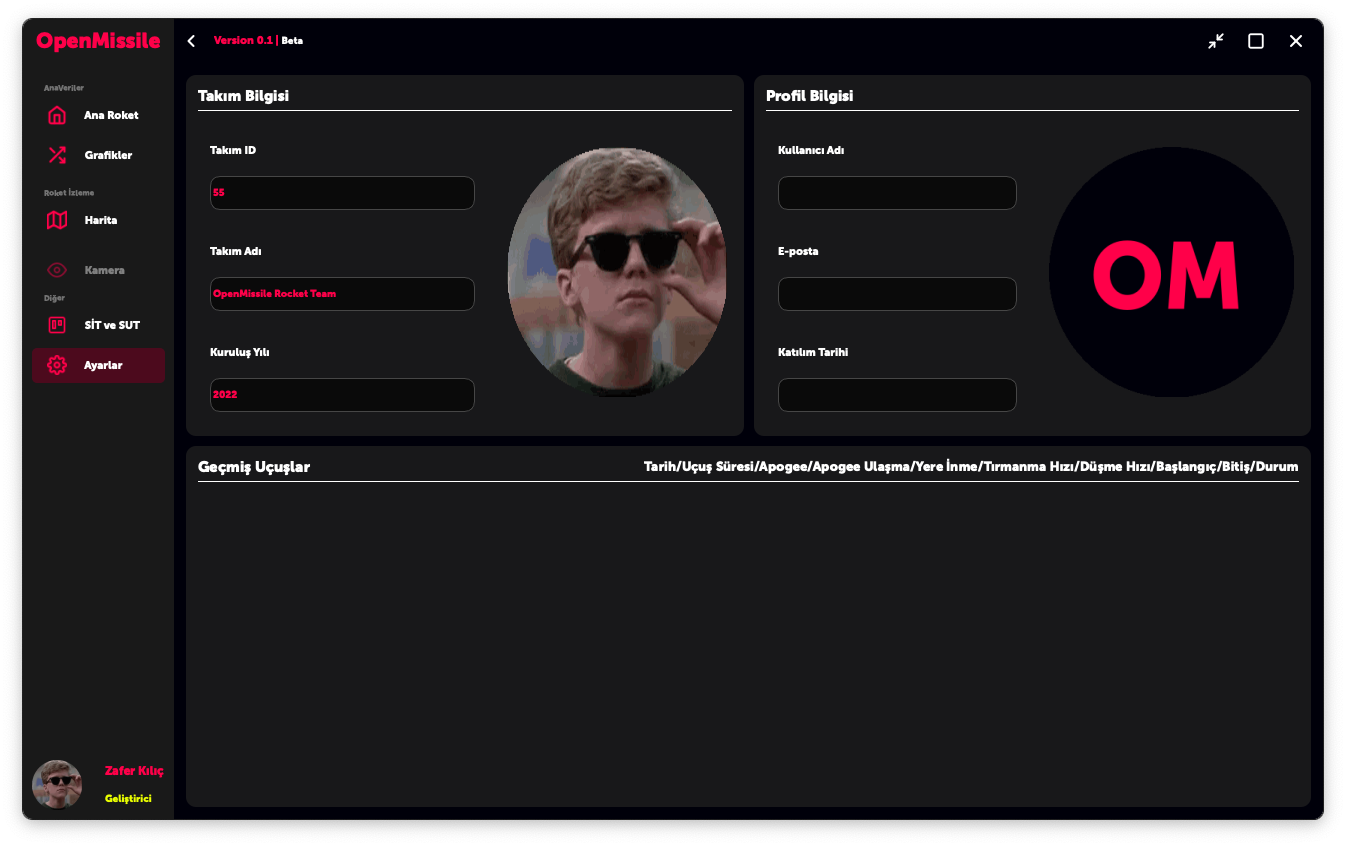 OpenMissile
Version 0.1 | Beta
AnaVeriler
Ana Roket
Grafikler
Roket İzleme
Harita
Kamera
Diğer
SİT ve SUT
Ayarlar
Zafer Kılıç
Geliştirici
Takım Bilgisi
Takım ID
55
Takım Adı
OpenMissile Rocket Team
Kuruluş Yılı
2022
Profil Bilgisi
Kullanıcı Adı
E-posta
Katılım Tarihi
OM
Geçmiş Uçuşlar
Tarih/Uçuş Süresi/Apogee/Apogee Ulaşma/Yere İnme/Tırmanma Hızı/Düşme Hızı/Başlangıç/Bitiş/Durum